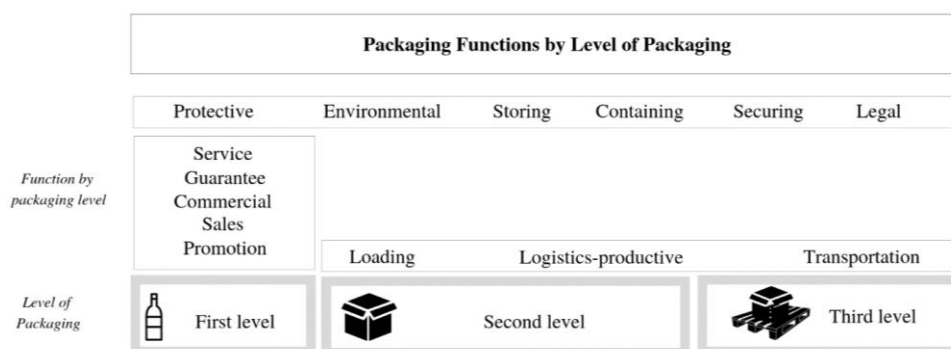 Packaging Functions by Level of Packaging
Protective Environmental Storing Containing Securing Legal
Service
Guarantee
Commercial
Sales
Promotion
Function by
packaging level
Loading Logistics-productive Transportation
Level of
Packaging
First level Second level Third level